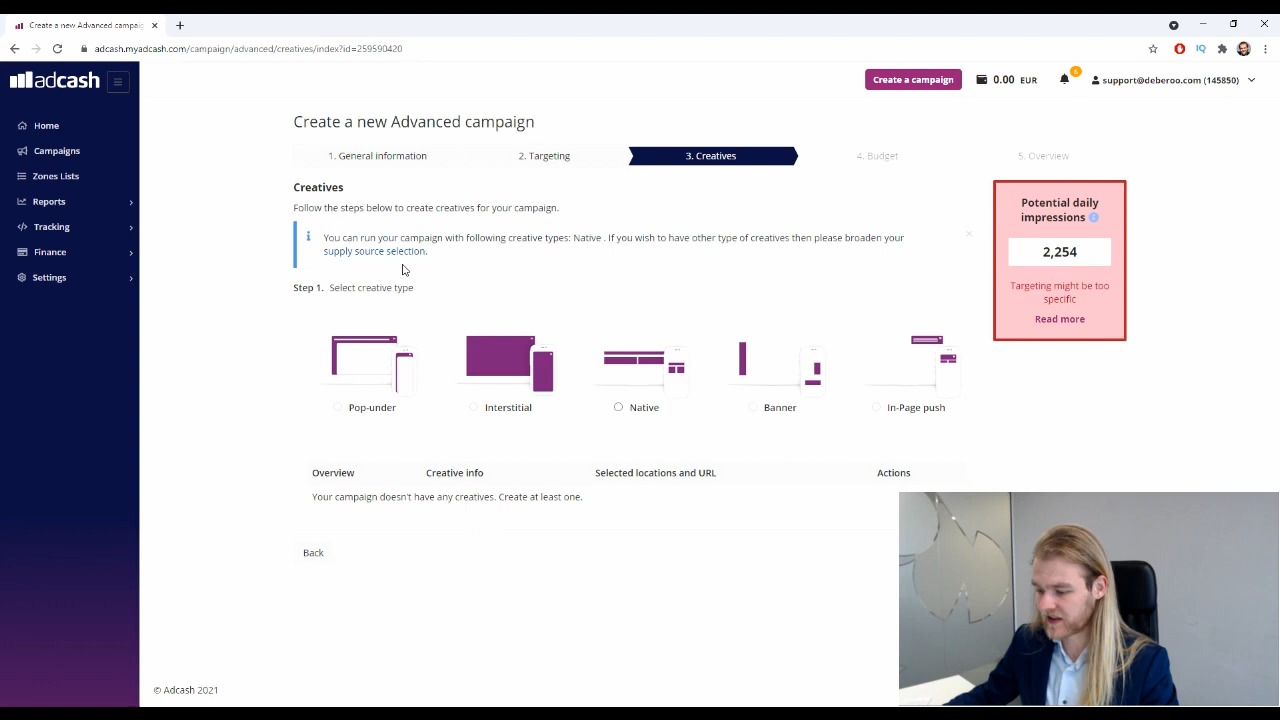 Create a new Advanced campaig
adcash.myadcash.com/campaign/advanced/creatives/index?id=259590420
IQ
adcash
Create a campaign
0.00 EUR
support@deberoo.com (145850)
Home
Campaigns
Zones Lists
Reports
Tracking
Finance
Settings
Create a new Advanced campaign
1. General information
2. Targeting
3. Creatives
4. Budget
5. Overview
Creatives
Follow the steps below to create creatives for your campaign.
You can run your campaign with following creative types: Native . If you wish to have other type of creatives then please broaden your
supply source selection.
Step 1. Select creative type
Pop-under
Interstitial
Native
Banner
In-Page push
Overview
Creative info
Selected locations and URL
Actions
Your campaign doesn't have any creatives. Create at least one.
Back
Potential daily
impressions
2,254
Targeting might be too
specific
Read more
© Adcash 2021